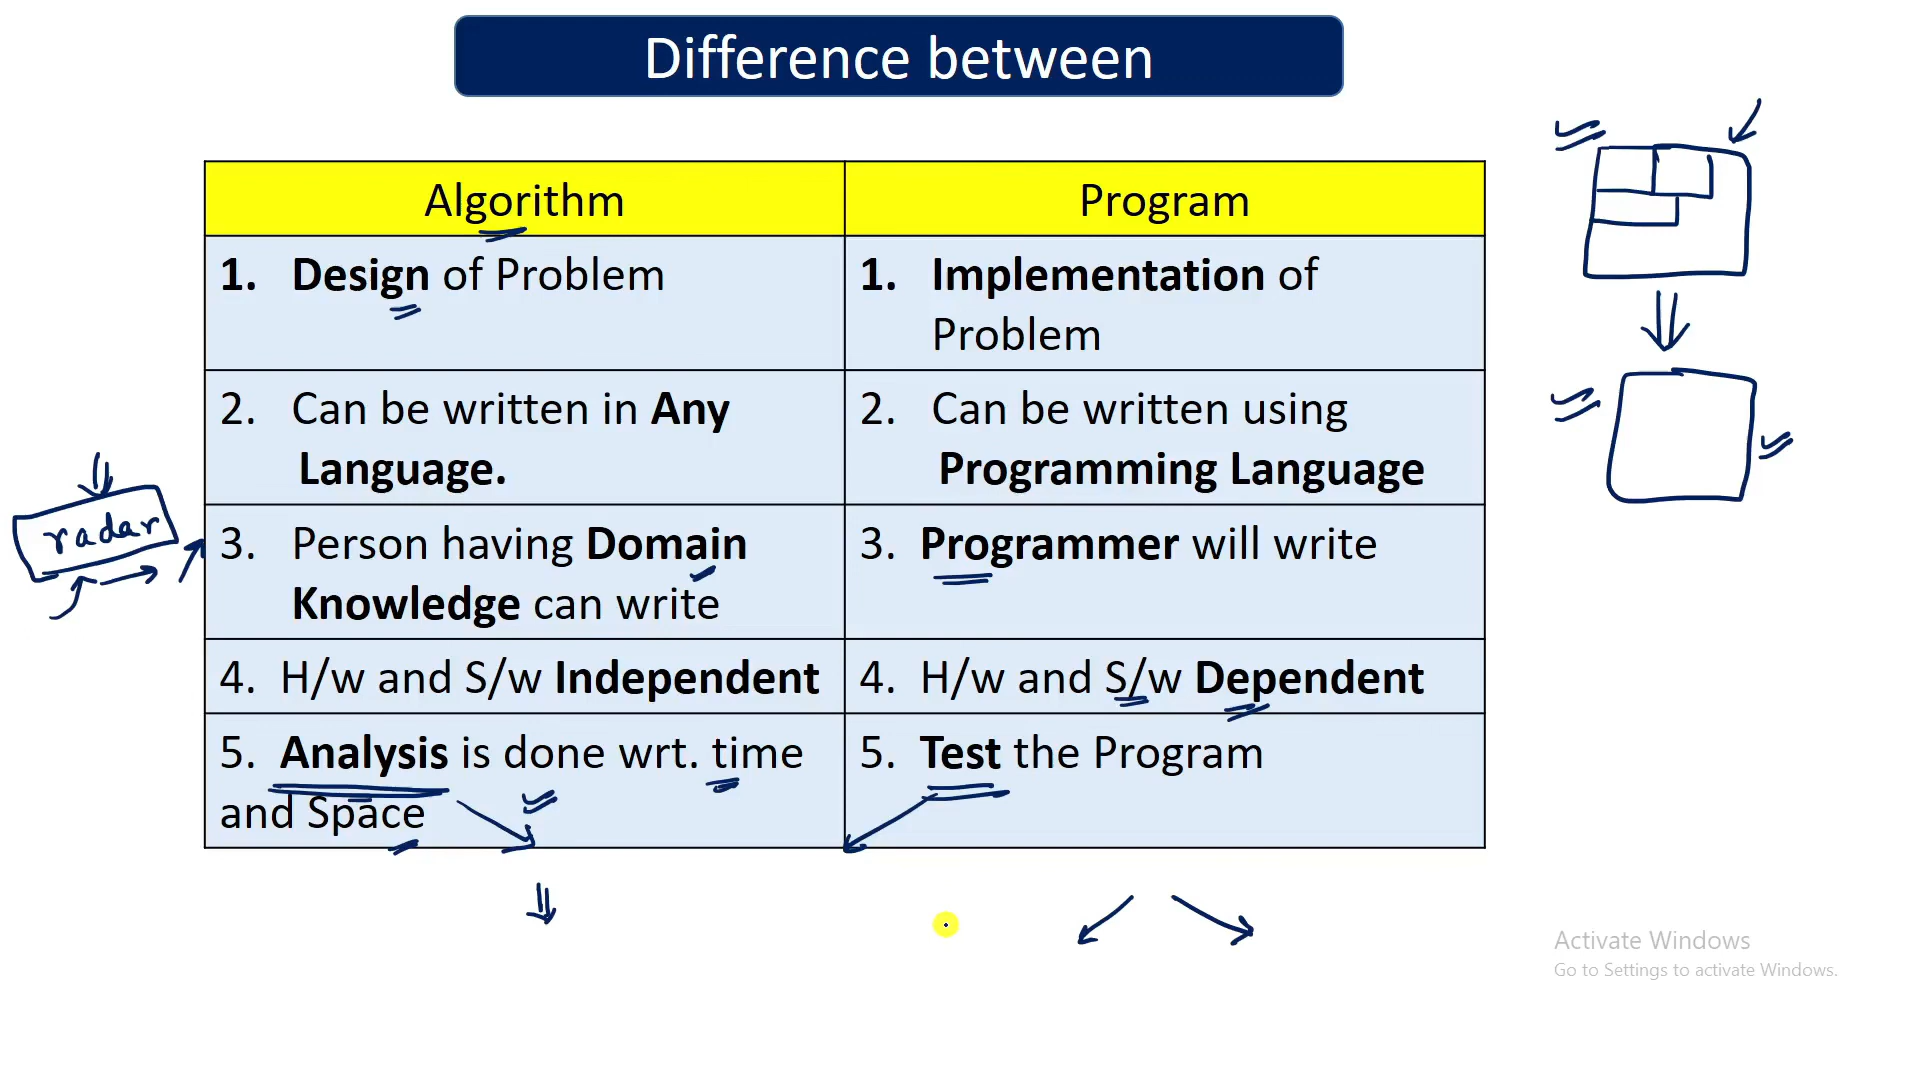 Difference between
Algorithm
Program
1. Design of Problem
1. Implementation of
Problem
2. Can be written in Any
Language.
2. Can be written using
Programming Language
radar
3. Person having Domain
Knowledge can write
3. Programmer will write
4. H/w and S/w Independent
4. H/w and S/w Dependent
5. Analysis is done wrt. time
and Space
5. Test the Program
Activate Windows
Go to Settings to activate Windows.